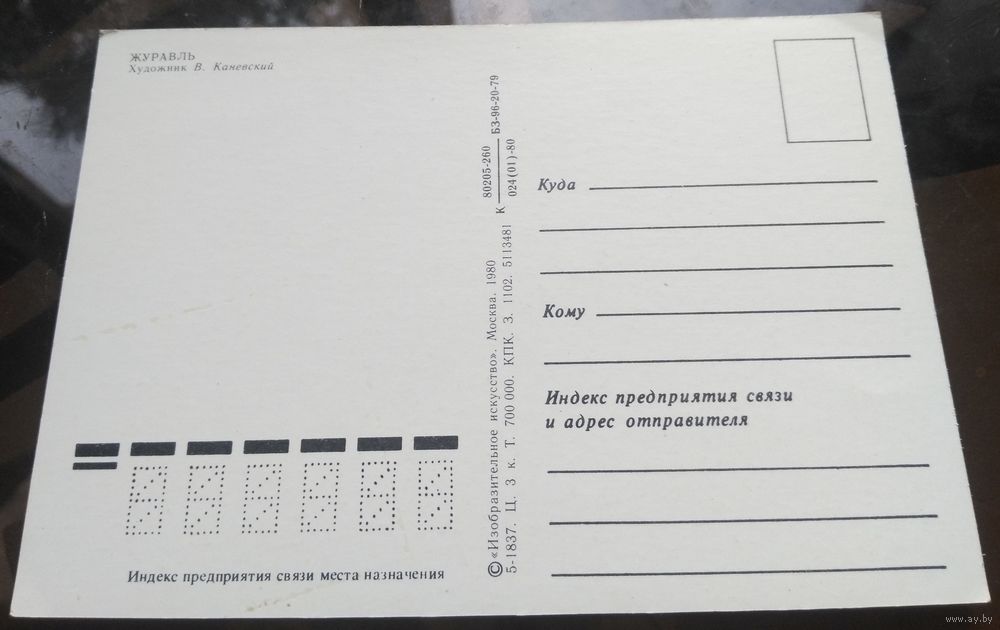 ЖУРАВЛЬ
Художник В. Каневский
Индекс предприятия связи места назначения
© «Изобразительное искусство». Москва. 1980
5-1837. Ц. 3 к. Т. 700 000. КПК. З. 1102. 5113481
К 80205-260 БЗ-96-20-79
024(01)-80
Куда
Кому
Индекс предприятия связи
и адрес отправителя
www.ay.by